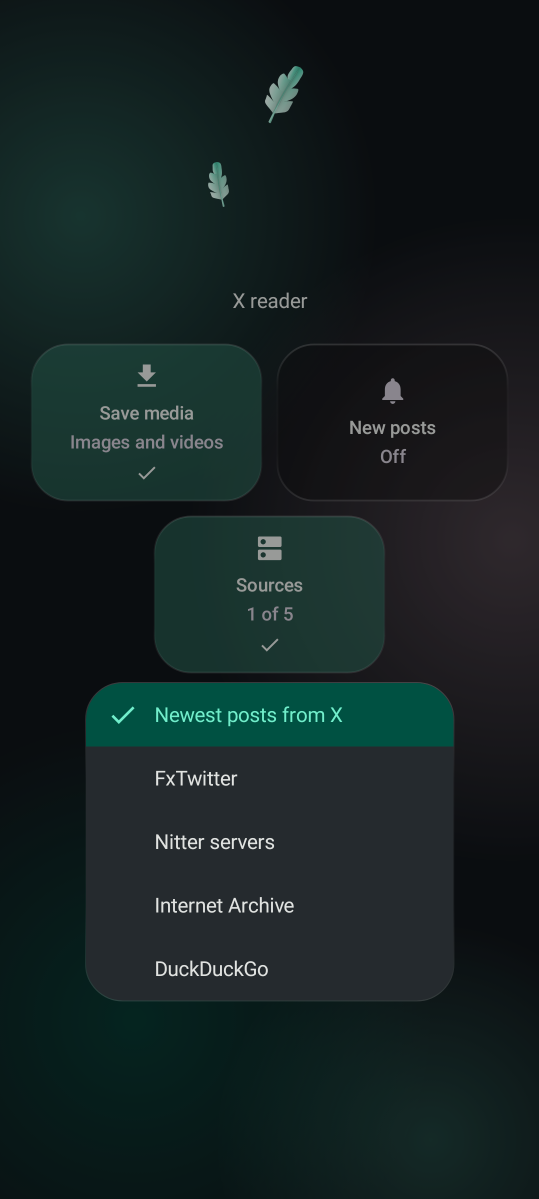 X reader
Save media
Images and videos
New posts
Off
Sources
1 of 5
Newest posts from X
FxTwitter
Nitter servers
Internet Archive
DuckDuckGo